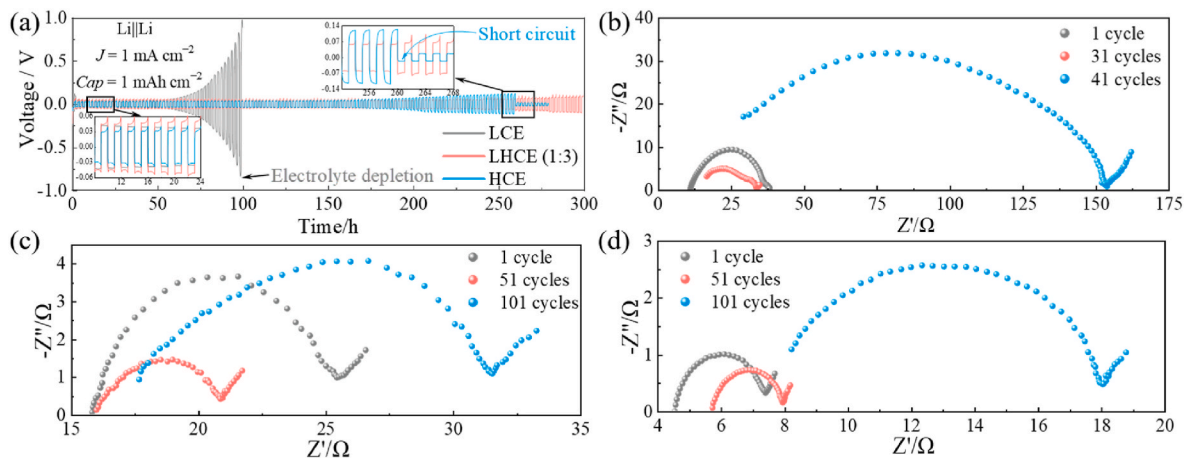 (a)
Li||Li
J = 1 mA cm⁻²
Cap = 1 mAh cm⁻²
Voltage / V
1.0
0.5
0.0
-0.5
-1.0
0.14
0.07
0.00
-0.07
-0.14
256
260
264
268
Short circuit
0.06
0.03
0.00
-0.03
-0.06
12
16
20
24
LCE
LHCE (1:3)
HCE
Electrolyte depletion
0
50
100
150
200
250
300
Time/h
(b)
1 cycle
31 cycles
41 cycles
-Z"/Ω
40
30
20
10
0
0
25
50
75
100
125
150
175
Z'/Ω
(c)
1 cycle
51 cycles
101 cycles
-Z"/Ω
4
3
2
1
0
15
20
25
30
35
Z'/Ω
(d)
1 cycle
51 cycles
101 cycles
-Z"/Ω
3
2
1
0
4
6
8
10
12
14
16
18
20
Z'/Ω